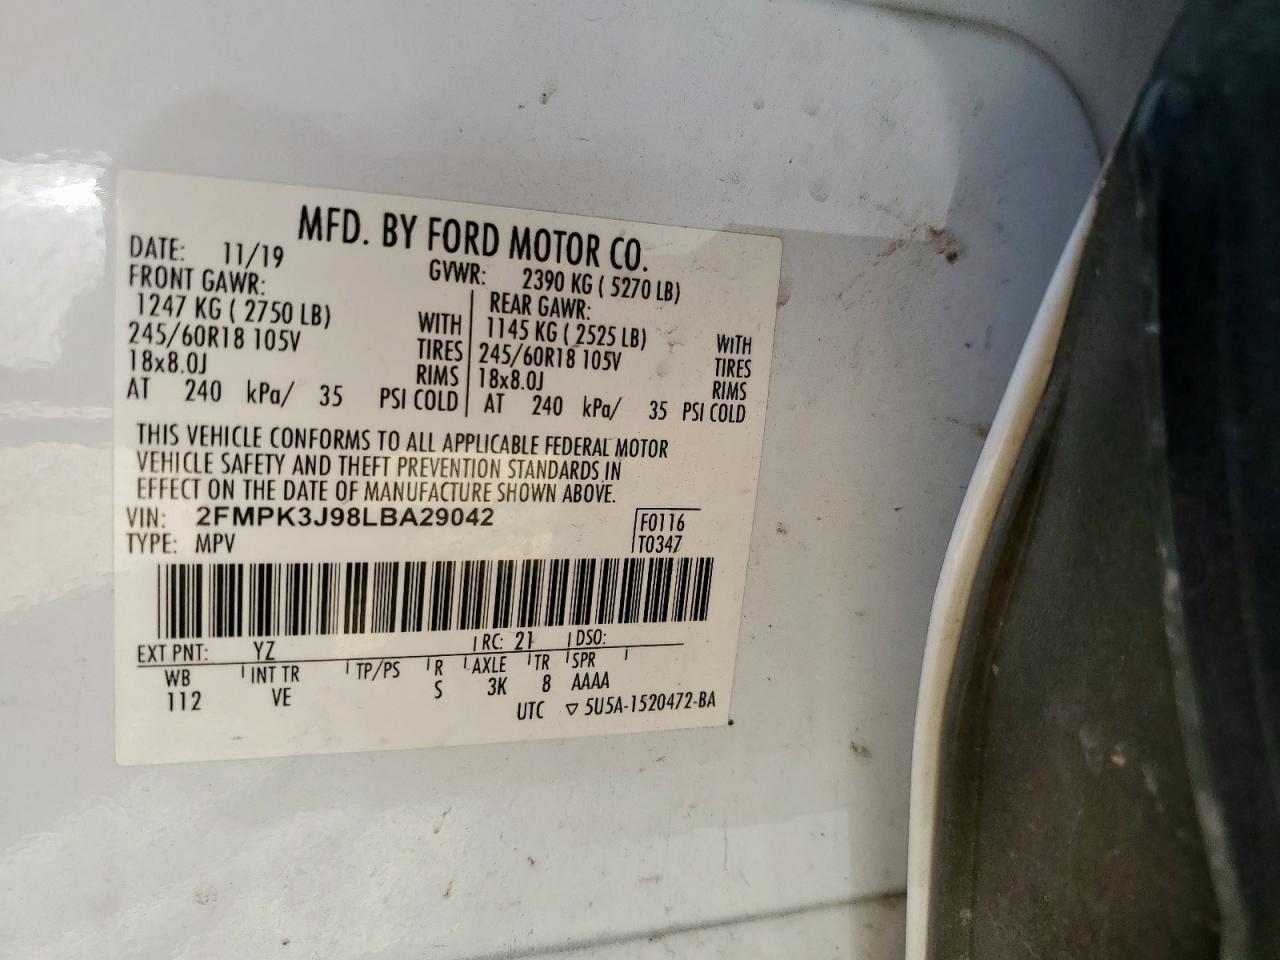 MFD. BY FORD MOTOR CO.
DATE: 11/19 GVWR: 2390 KG ( 5270 LB)
FRONT GAWR: REAR GAWR:
1247 KG ( 2750 LB) WITH 1145 KG ( 2525 LB) WITH
245/60R18 105V TIRES 245/60R18 105V TIRES
18x8.0J RIMS 18x8.0J RIMS
AT 240 kPa/ 35 PSI COLD AT 240 kPa/ 35 PSI COLD
THIS VEHICLE CONFORMS TO ALL APPLICABLE FEDERAL MOTOR
VEHICLE SAFETY AND THEFT PREVENTION STANDARDS IN
EFFECT ON THE DATE OF MANUFACTURE SHOWN ABOVE.
VIN: 2FMPK3J98LBA29042 F0116
TYPE: MPV T0347
EXT PNT: YZ RC: 21 DSO:
WB INT TR TP/PS R AXLE TR SPR
112 VE S 3K 8 AAAA
UTC ▽ 5U5A-1520472-BA